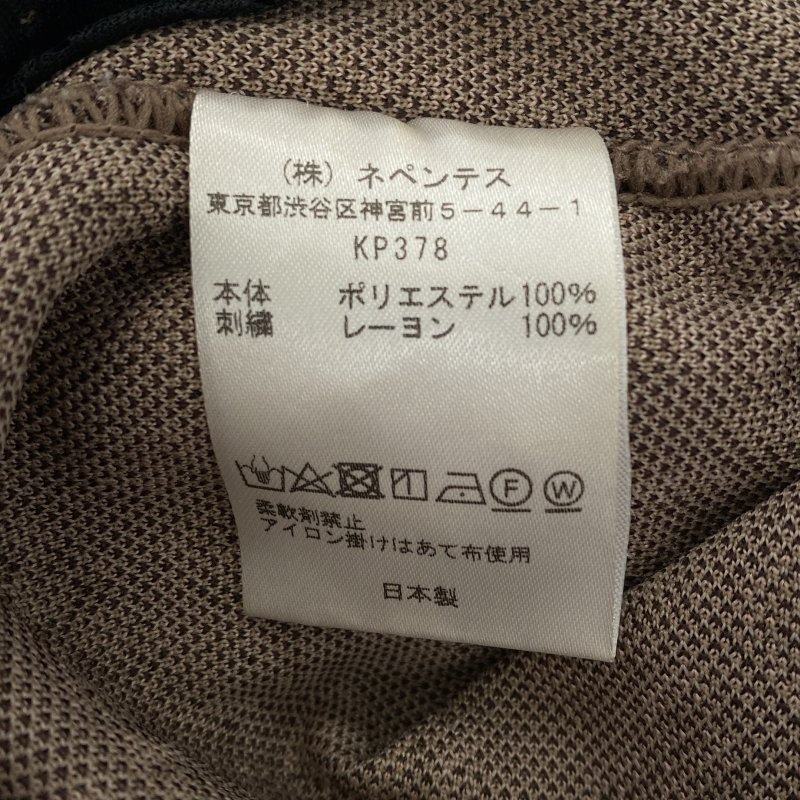 (株) ネペンテス
東京都渋谷区神宮前5-44-1
KP378
本体 ポリエステル100%
刺繍 レーヨン 100%
F W
柔軟剤禁止
アイロン掛けはあて布使用
日本製